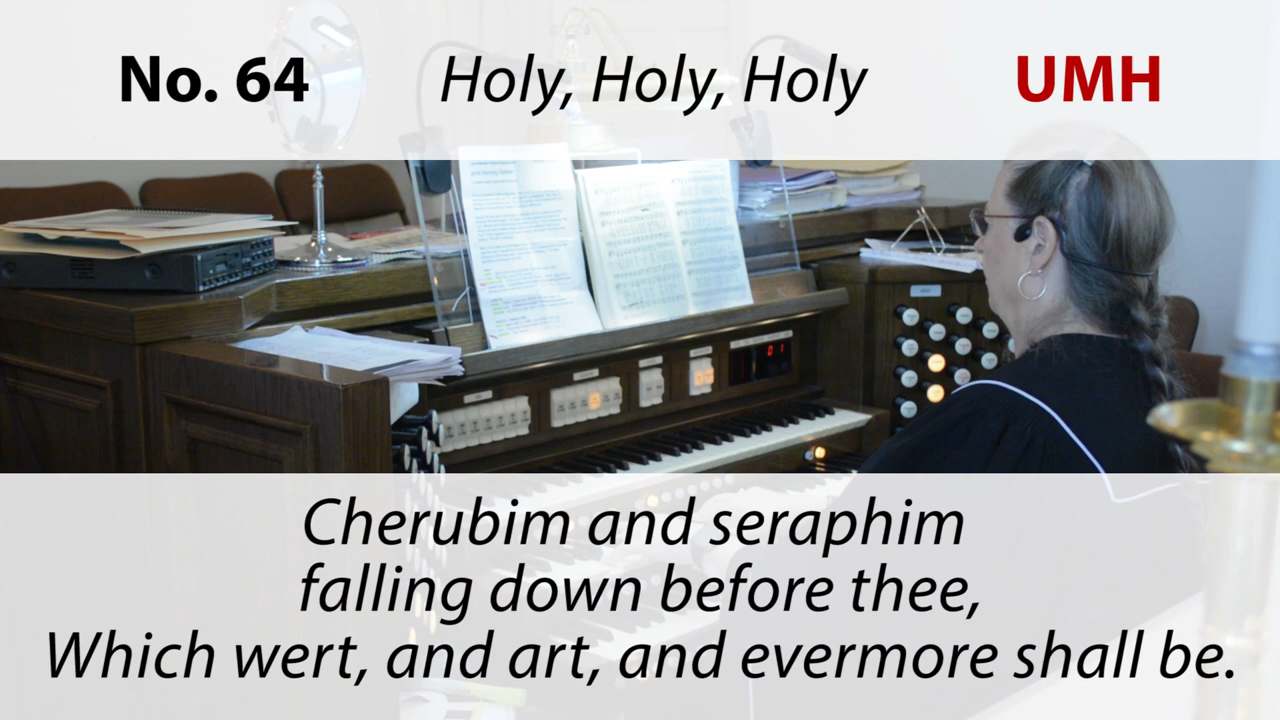 No. 64 Holy, Holy, Holy UMH
01
Cherubim and seraphim
falling down before thee,
Which wert, and art, and evermore shall be.